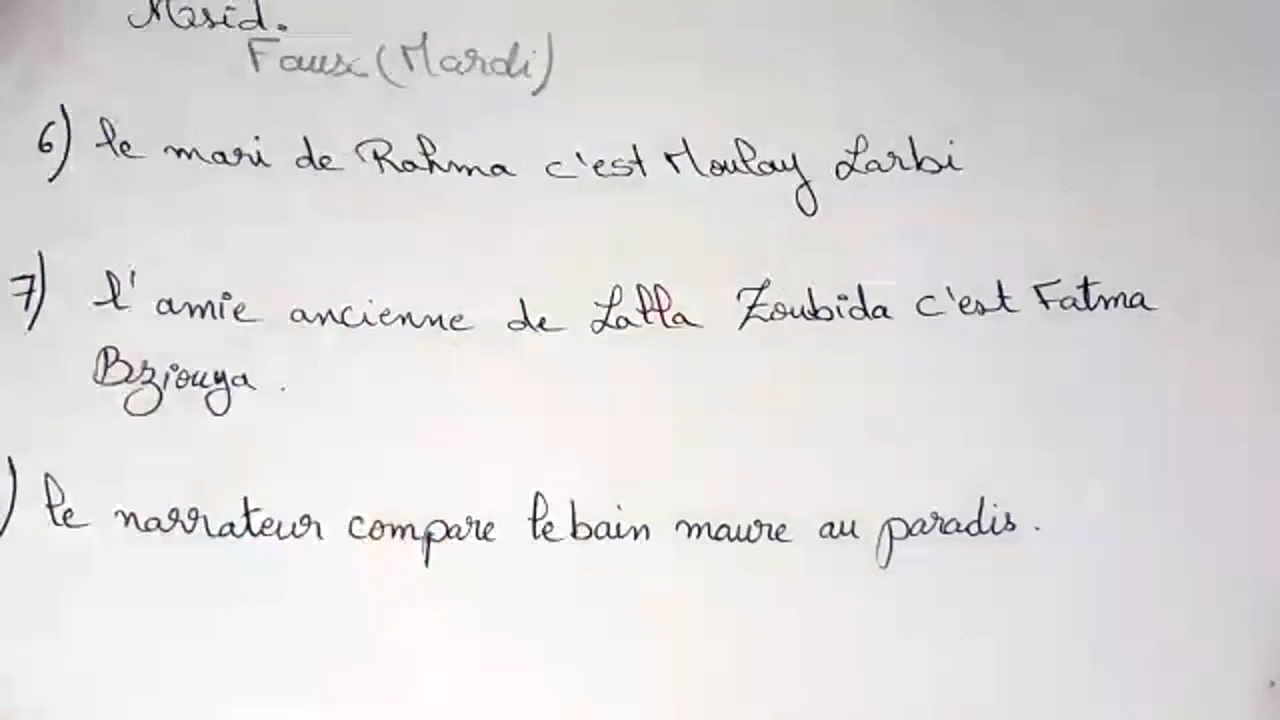 Msid.
Faux (Mardi)
6) le mari de Rahma c'est Moulay Larbi
7) l'amie ancienne de Lalla Zoubida c'est Fatma
Bziouya.
) le narrateur compare le bain maure au paradis.